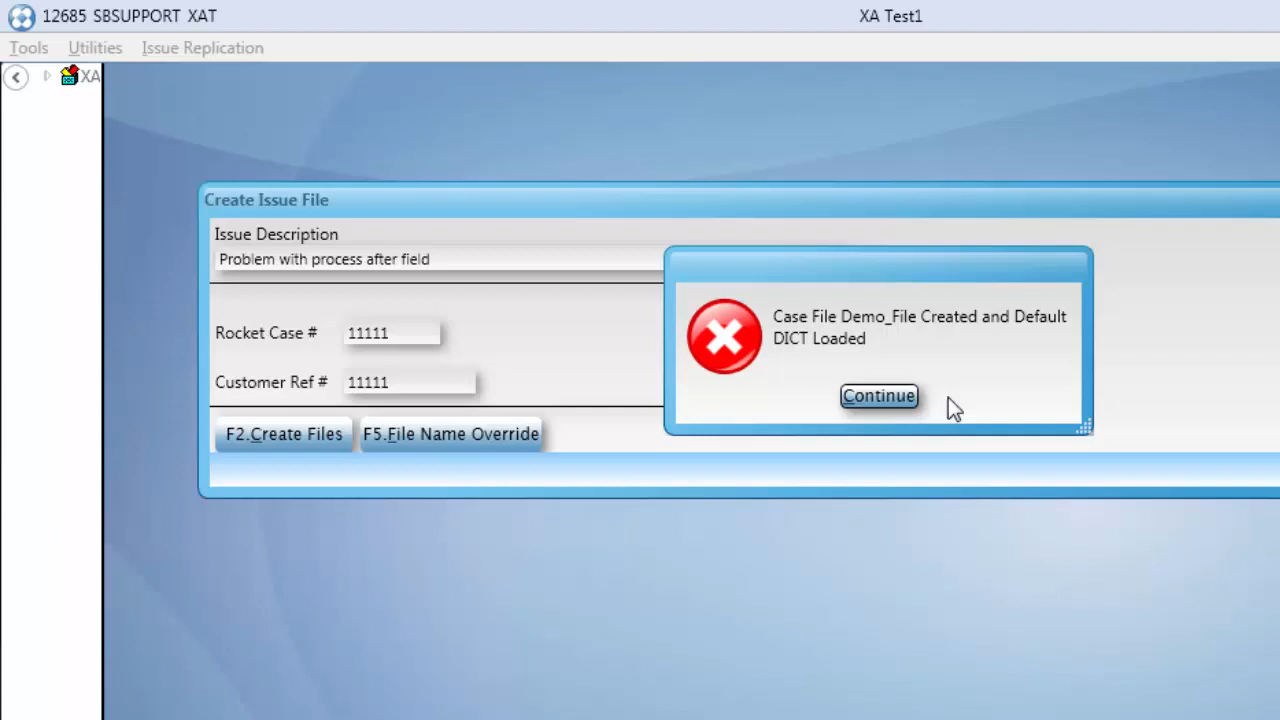 12685 SBSUPPORT XAT
XA Test1
Tools Utilities Issue Replication
XA
Create Issue File
Issue Description
Problem with process after field
Case File Demo_File Created and Default
DICT Loaded
Rocket Case # 11111
Customer Ref # 11111
Continue
F2.Create Files F5.File Name Override